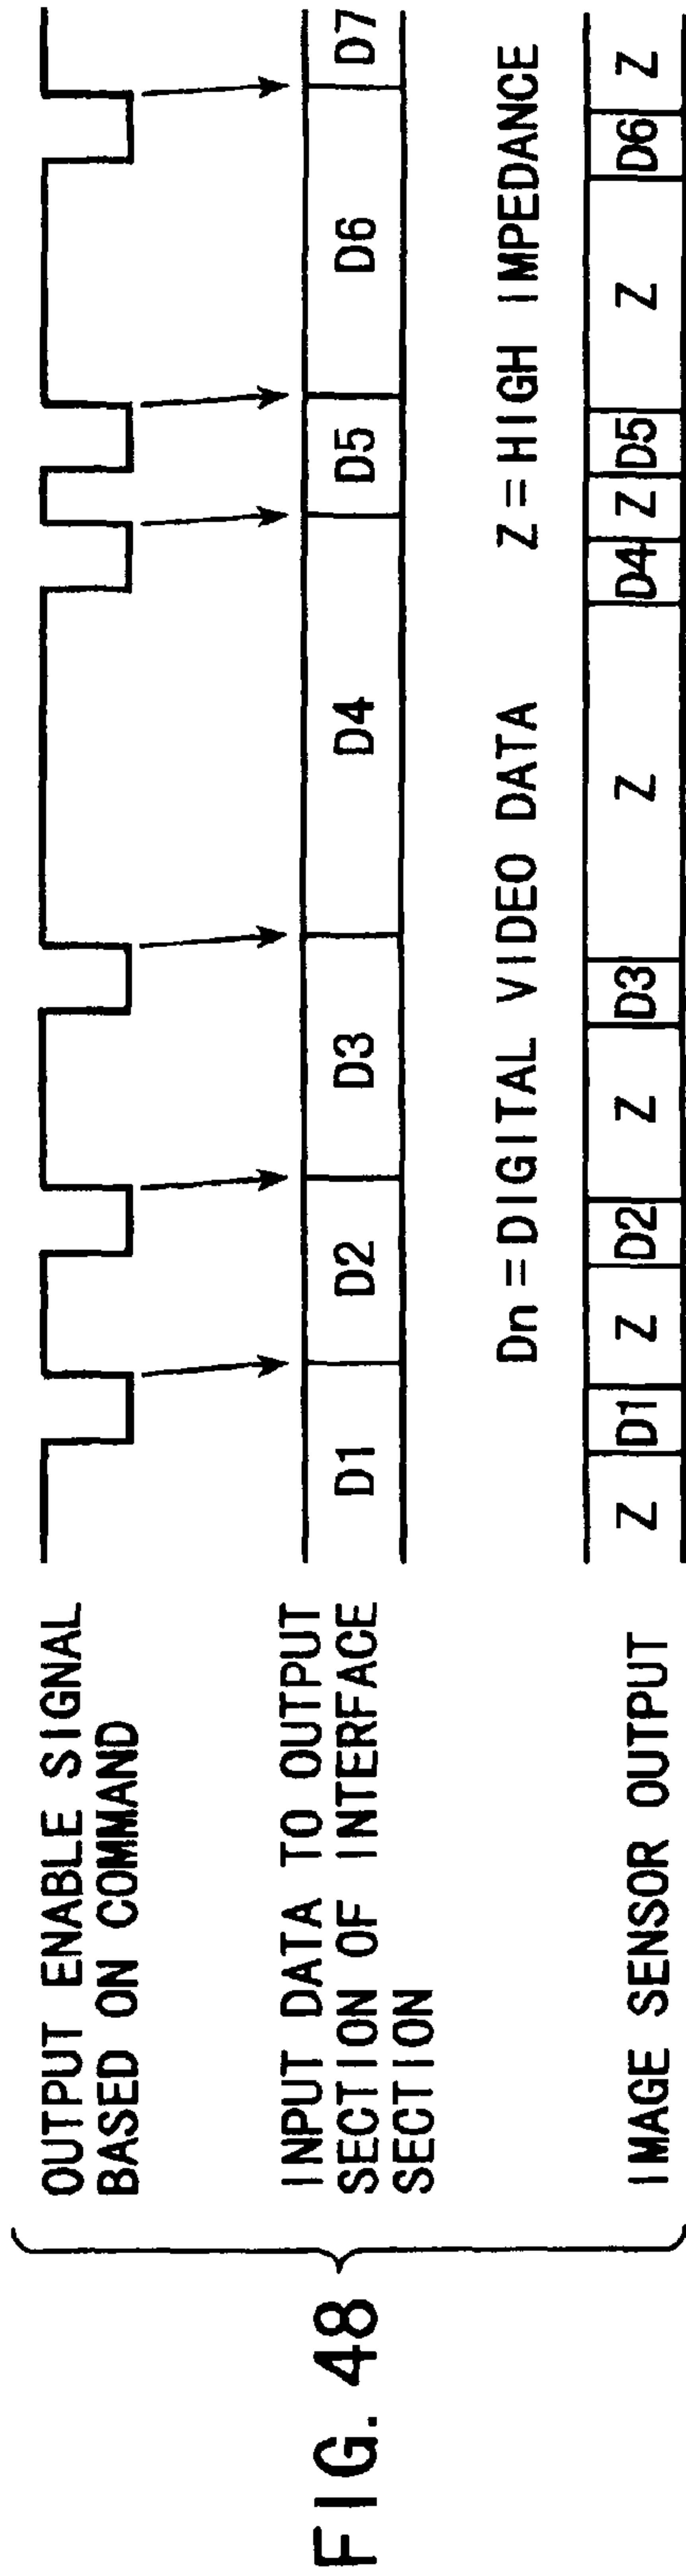 FIG. 48
OUTPUT ENABLE SIGNAL
BASED ON COMMAND
INPUT DATA TO OUTPUT
SECTION OF INTERFACE
SECTION
D1 D2 D3 D4 D5 D6 D7
Dn = DIGITAL VIDEO DATA Z = HIGH IMPEDANCE
IMAGE SENSOR OUTPUT
Z D1 Z D2 Z D3 Z D4 Z D5 Z D6 Z